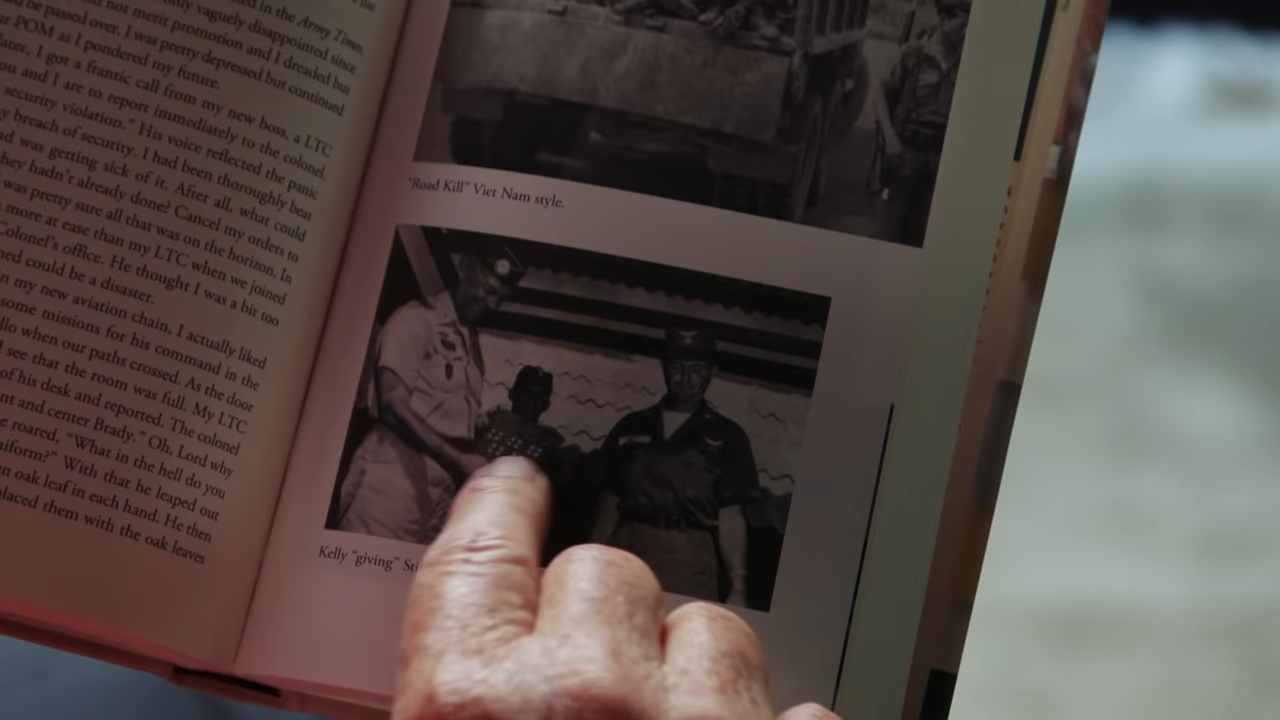 ed in the Army Times.
only vaguely disappointed since
d not merit promotion and I dreaded
be passed over. I was pretty depressed but continued
r POM as I pondered my future.
later, I got a frantic call from my new boss, a LTC
ou and I are to report immediately to the colonel.
security violation.” His voice reflected the panic
y breach of security. I had been thoroughly beat
nd was getting sick of it. After all, what could
hey hadn’t already done? Cancel my orders to
was pretty sure all that was on the horizon. In
more at ease than my LTC when we joined
Colonel’s office. He thought I was a bit too
ned could be a disaster.
n my new aviation chain, I actually liked
some missions for his command in the
llo when our paths crossed. As the door
see that the room was full. My LTC
of his desk and reported. The colonel
nt and center Brady.” Oh, Lord why
e roared, “What in the hell do you
niform?” With that he leaped out
n oak leaf in each hand. He then
placed them with the oak leaves
“Road Kill” Viet Nam style.
Kelly “giving”